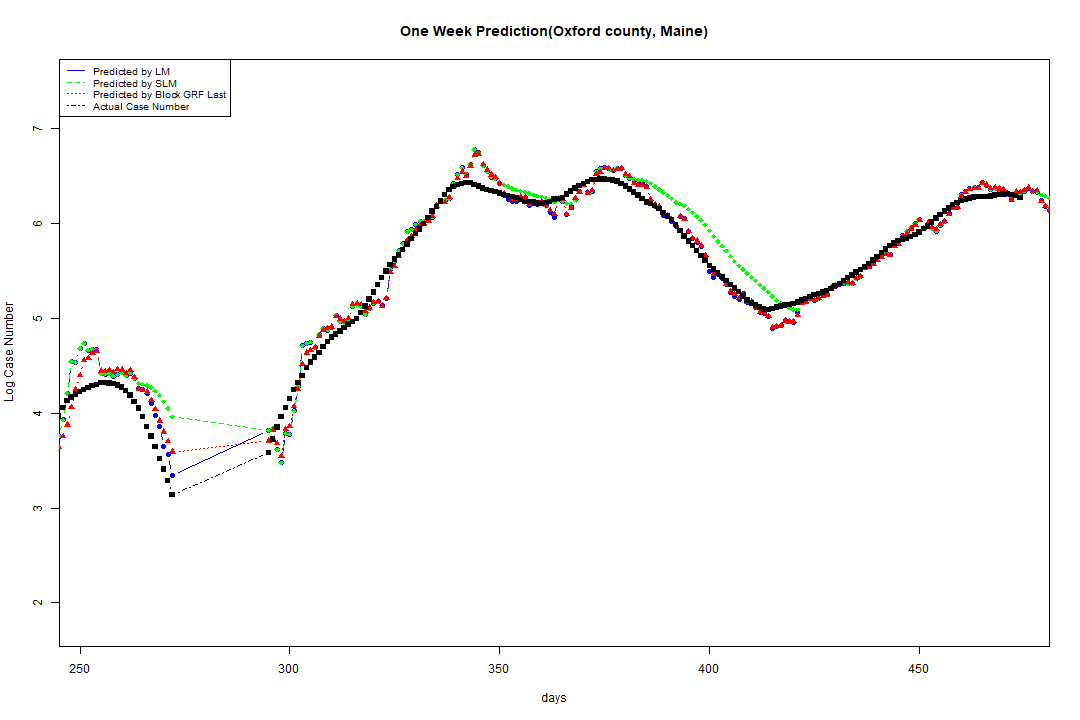 One Week Prediction(Oxford county, Maine)
Predicted by LM
Predicted by SLM
Predicted by Block GRF Last
Actual Case Number
7
6
5
4
3
2
Log Case Number
250 300 350 400 450
days